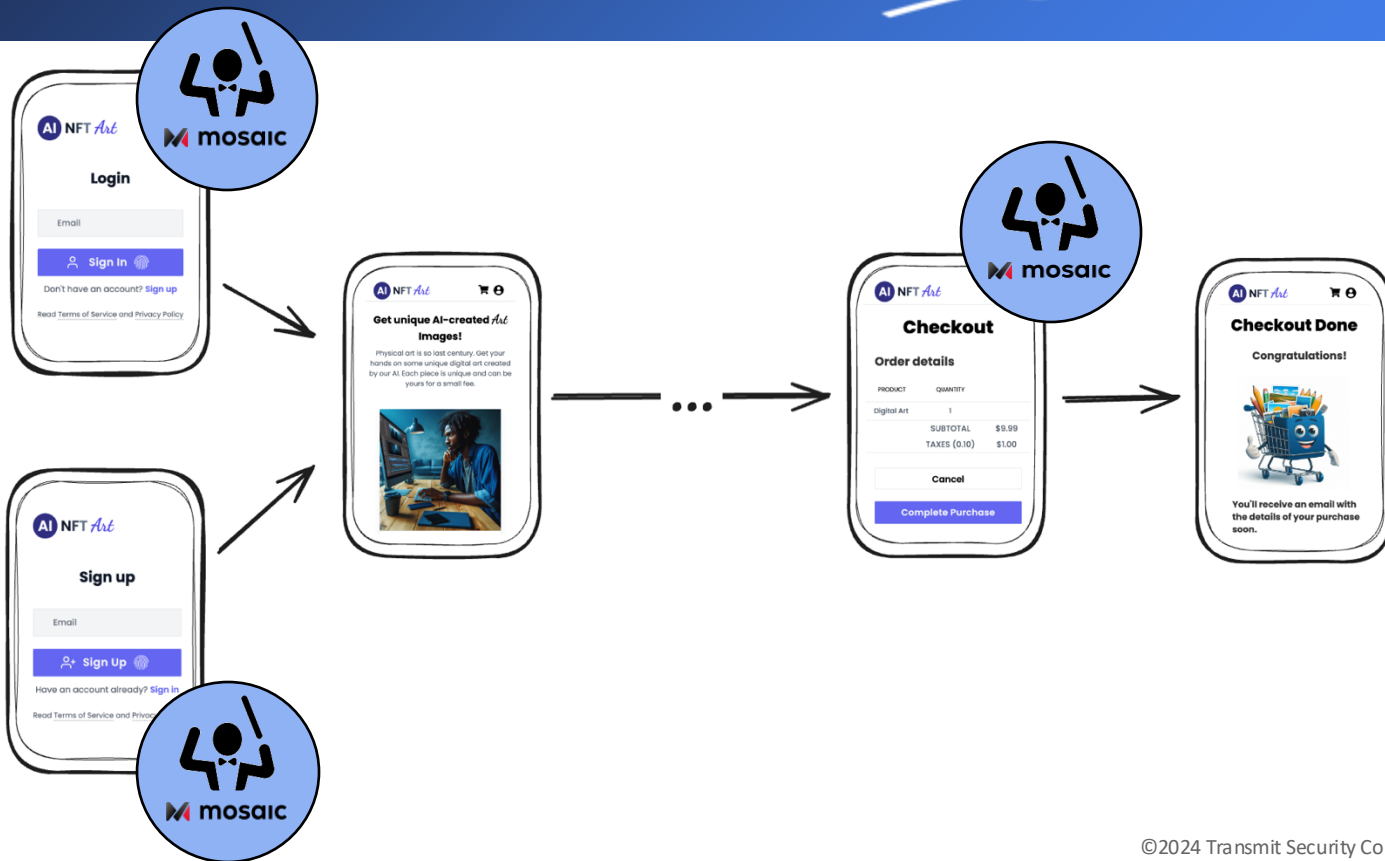 AI NFT Art
mosaic
Login
Email
Sign In
Don't have an account? Sign up
Read Terms of Service and Privacy Policy
AI NFT Art
Sign up
Email
Sign Up
Have an account already? Sign in
Read Terms of Service and
mosaic
AI NFT Art
Get unique AI-created Art
Images!
Physical art is so last century. Get your
hands on some unique digital art created
by our AI. Each piece is unique and can be
yours for a small fee.
...
AI NFT Art
mosaic
Checkout
Order details
PRODUCT QUANTITY
Digital Art 1
SUBTOTAL $9.99
TAXES (0.10) $1.00
Cancel
Complete Purchase
AI NFT Art
Checkout Done
Congratulations!
You'll receive an email with
the details of your purchase
soon.
©2024 Transmit Security Co